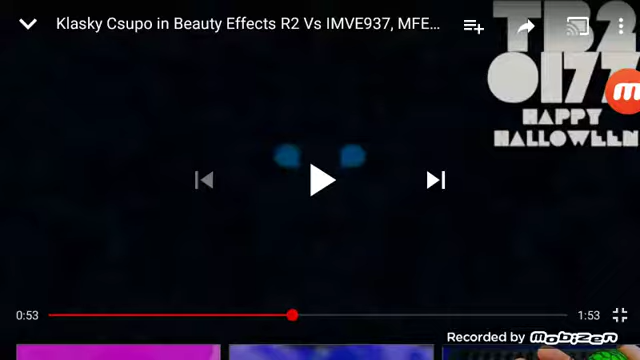 Klasky Csupo in Beauty Effects R2 Vs IMVE937, MFE...
TB2
0177
HAPPY
HALLOWEEN
m
0:53
1:53
Recorded by Mobizen